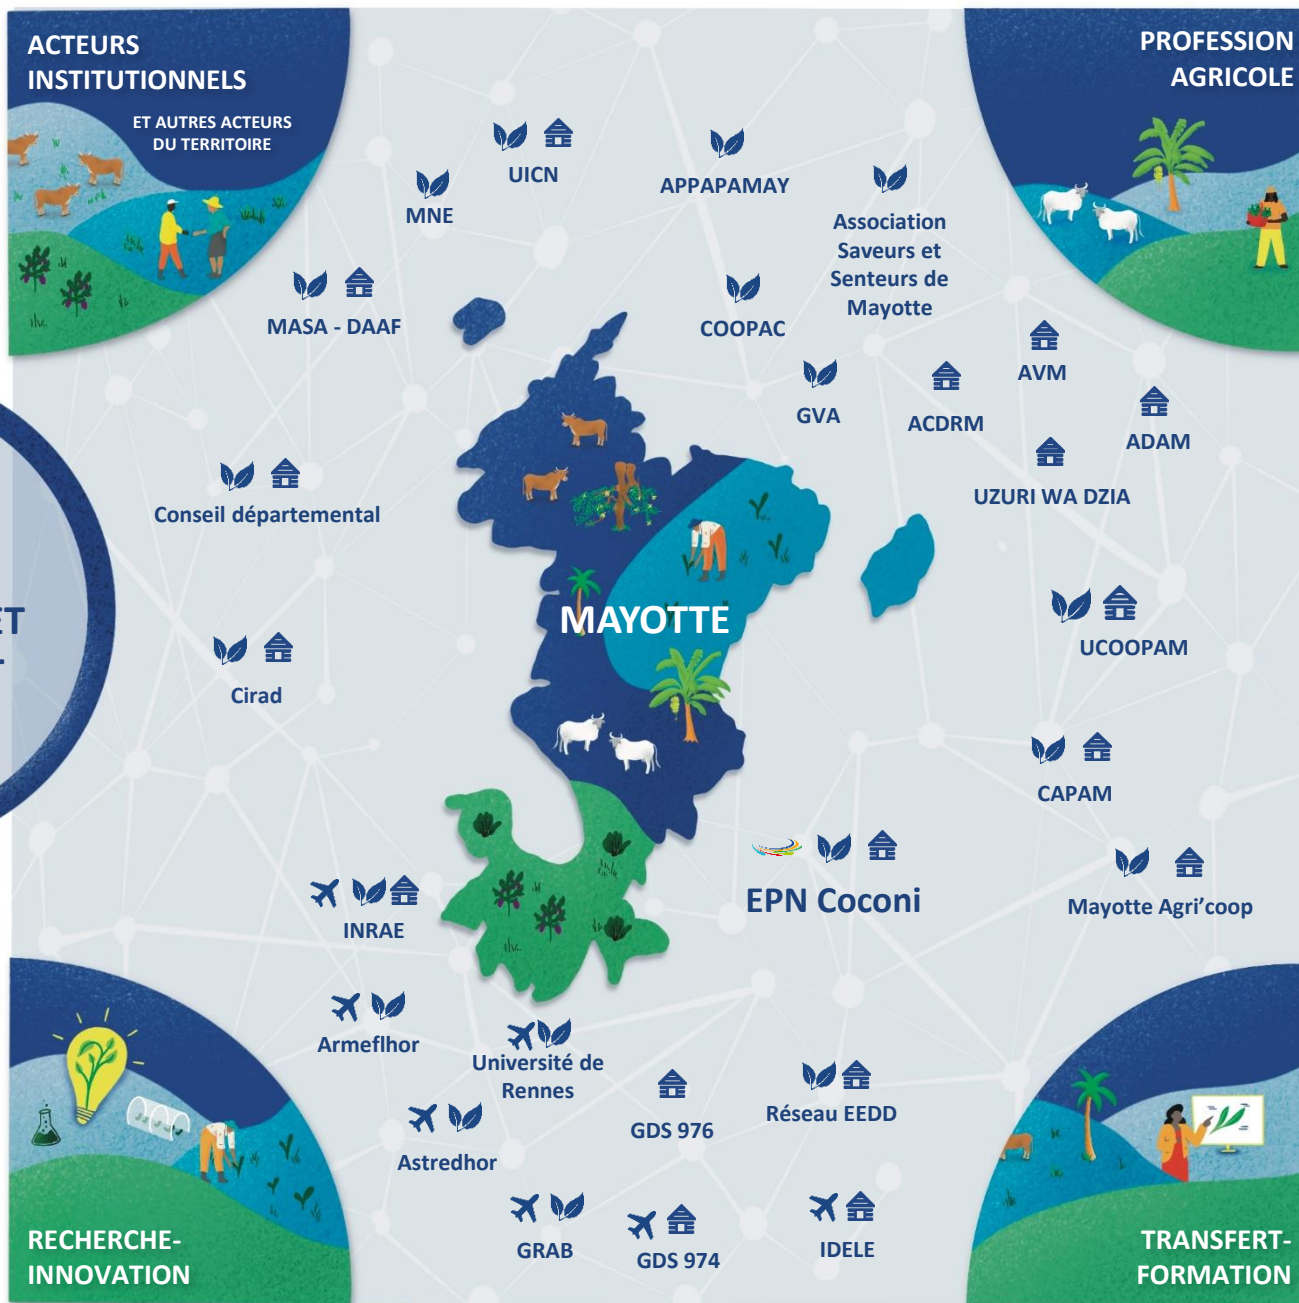 ACTEURS
INSTITUTIONNELS
ET AUTRES ACTEURS
DU TERRITOIRE
PROFESSION
AGRICOLE
UICN
MNE
APPAPAMAY
Association
Saveurs et
Senteurs de
Mayotte
MASA - DAAF
COOPAC
AVM
GVA
ACDRM
ADAM
UZURI WA DZIA
Conseil départemental
ET
MAYOTTE
UCOOPAM
Cirad
CAPAM
EPN Coconi
Mayotte Agri’coop
INRAE
Armeflhor
Université de
Rennes
Réseau EEDD
GDS 976
Astredhor
GRAB
GDS 974
IDELE
RECHERCHE-
INNOVATION
TRANSFERT-
FORMATION